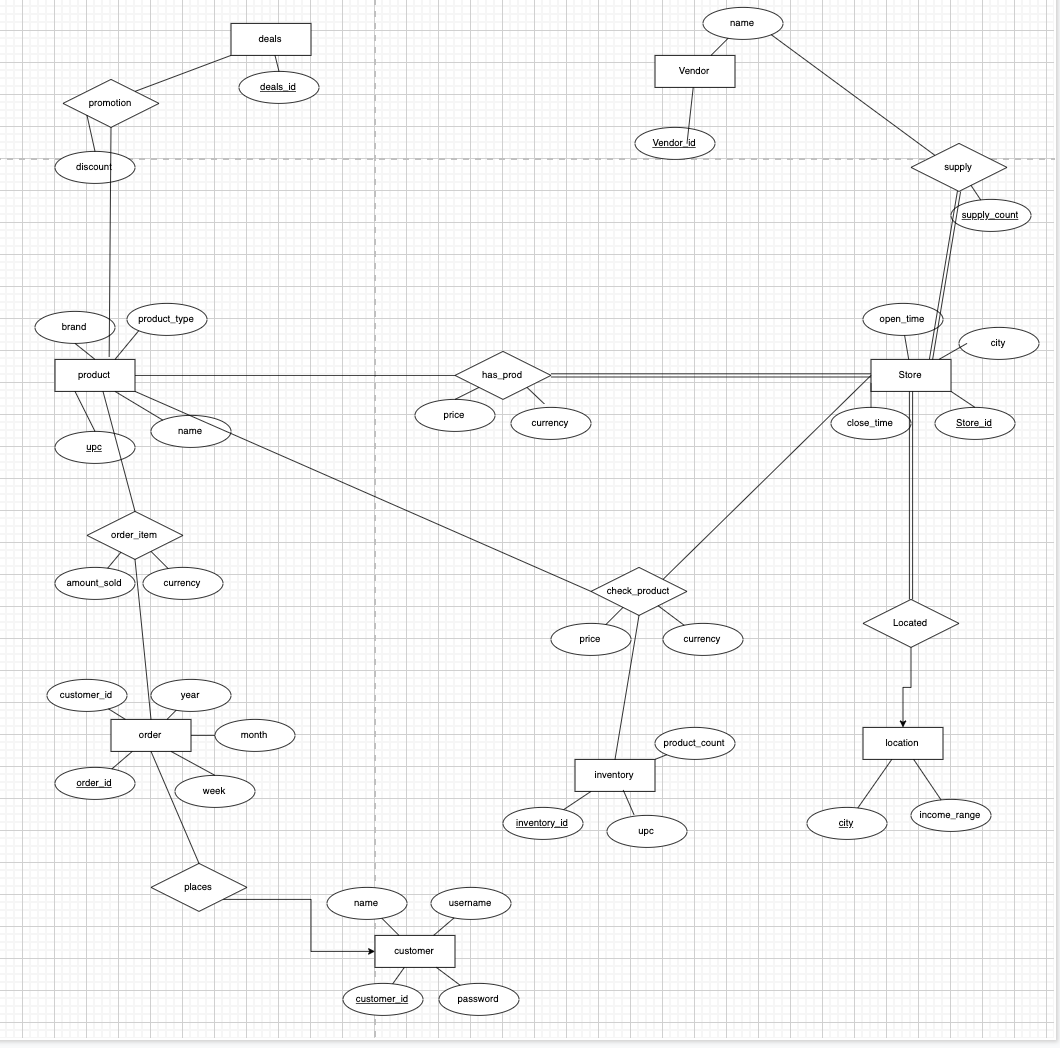 name
deals
Vendor
deals_id
promotion
Vendor_id
discount
supply
supply_count
product_type
open_time
brand
city
product
has_prod
Store
price
currency
close_time
Store_id
name
upc
order_item
amount_sold
currency
check_product
Located
price
currency
customer_id
year
order
month
product_count
location
order_id
week
inventory
inventory_id
upc
city
income_range
places
name
username
customer
customer_id
password